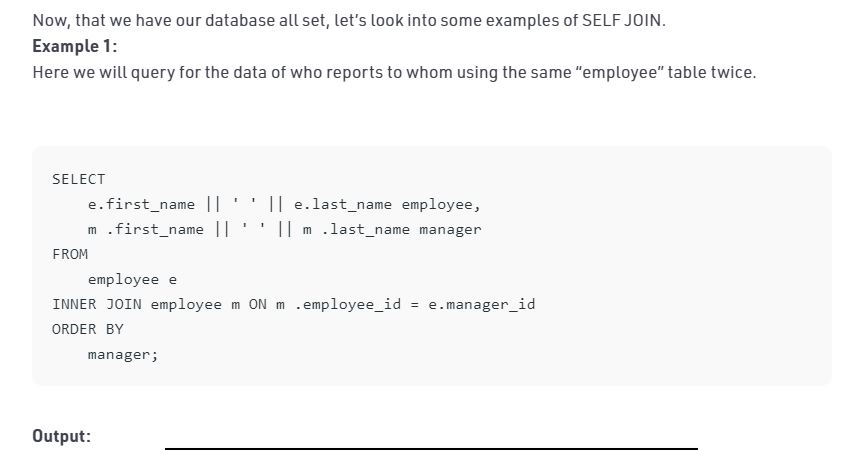 Now, that we have our database all set, let’s look into some examples of SELF JOIN.
Example 1:
Here we will query for the data of who reports to whom using the same “employee” table twice.
SELECT
    e.first_name || ' ' || e.last_name employee,
    m .first_name || ' ' || m .last_name manager
FROM
    employee e
INNER JOIN employee m ON m .employee_id = e.manager_id
ORDER BY
    manager;
Output: